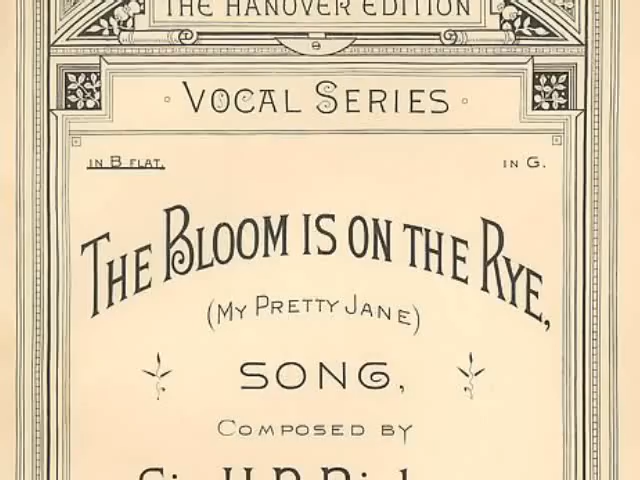 THE HANOVER EDITION
VOCAL SERIES
IN B FLAT.
IN G.
THE BLOOM IS ON THE RYE,
(MY PRETTY JANE)
SONG,
COMPOSED BY
Sir H.R.